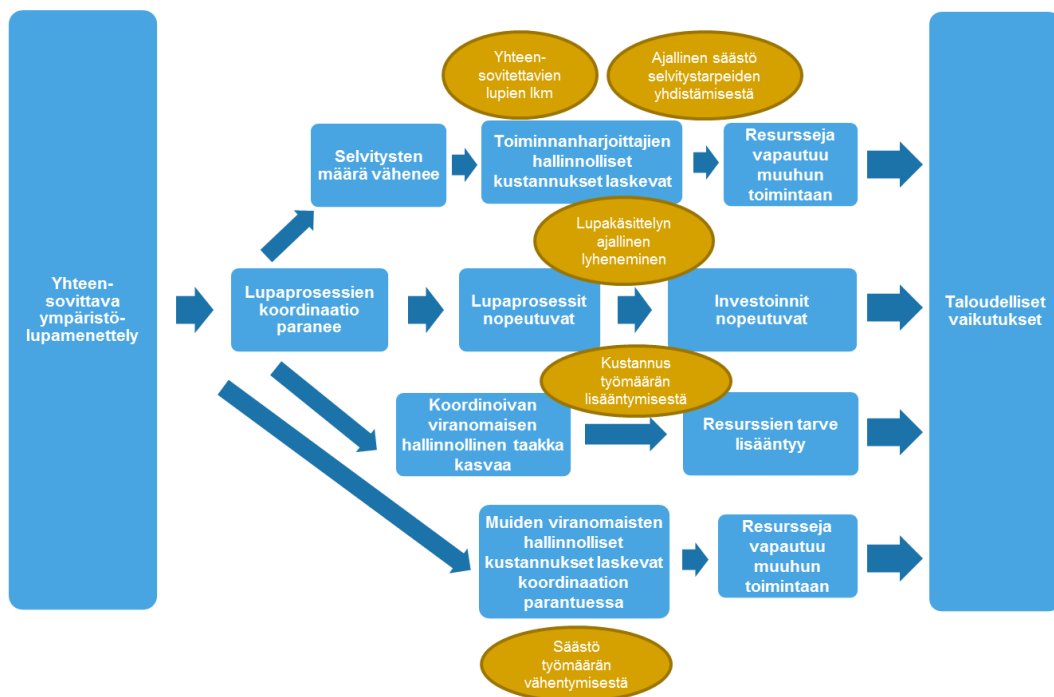 Yhteen-
sovittava
ympäristö-
lupamenettely
Yhteen-
sovitettavien
lupien lkm
Ajallinen säästö
selvitystarpeiden
yhdistämisestä
Selvitysten
määrä vähenee
Toiminnanharjoittajien
hallinnolliset
kustannukset laskevat
Resursseja
vapautuu
muuhun
toimintaan
Lupakäsittelyn
ajallinen
lyheneminen
Lupaprosessien
koordinaatio
paranee
Lupaprosessit
nopeutuvat
Investoinnit
nopeutuvat
Kustannus
työmäärän
lisääntymisestä
Koordinoivan
viranomaisen
hallinnollinen taakka
kasvaa
Resurssien tarve
lisääntyy
Muiden viranomaisten
hallinnolliset
kustannukset laskevat
koordinaation
parantuessa
Resursseja
vapautuu
muuhun
toimintaan
Säästö
työmäärän
vähentymisestä
Taloudelliset
vaikutukset